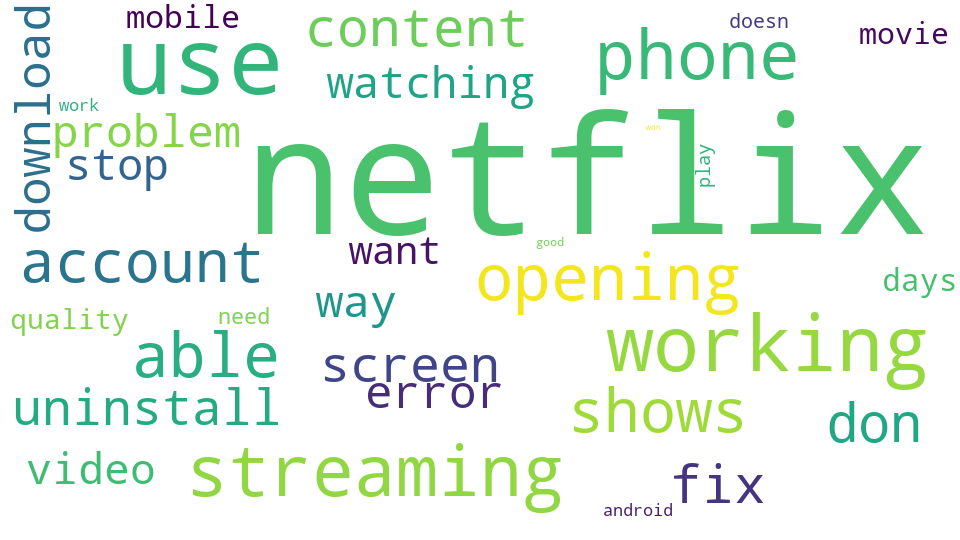 mobile
content
doesn
movie
use
phone
download
watching
work
problem
netflix
won
play
stop
account
want
good
opening
days
way
quality
need
able
screen
working
error
uninstall
shows
don
video
streaming
fix
android